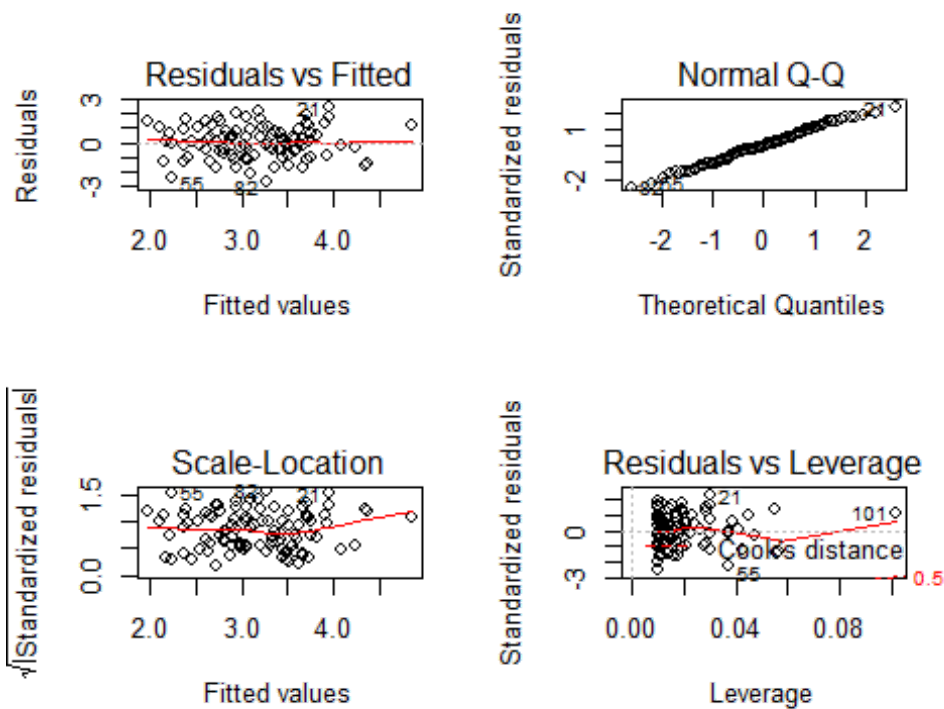 Residuals vs Fitted
Residuals
3
0
-3
21
55
82
2.0 3.0 4.0
Fitted values
Normal Q-Q
Standardized residuals
1
-2
21
82
55
-2 -1 0 1 2
Theoretical Quantiles
Scale-Location
√|Standardized residuals|
1.5
0.0
55
82
21
2.0 3.0 4.0
Fitted values
Residuals vs Leverage
Standardized residuals
0
-3
21
101
Cook's distance
55
0.5
0.00 0.04 0.08
Leverage